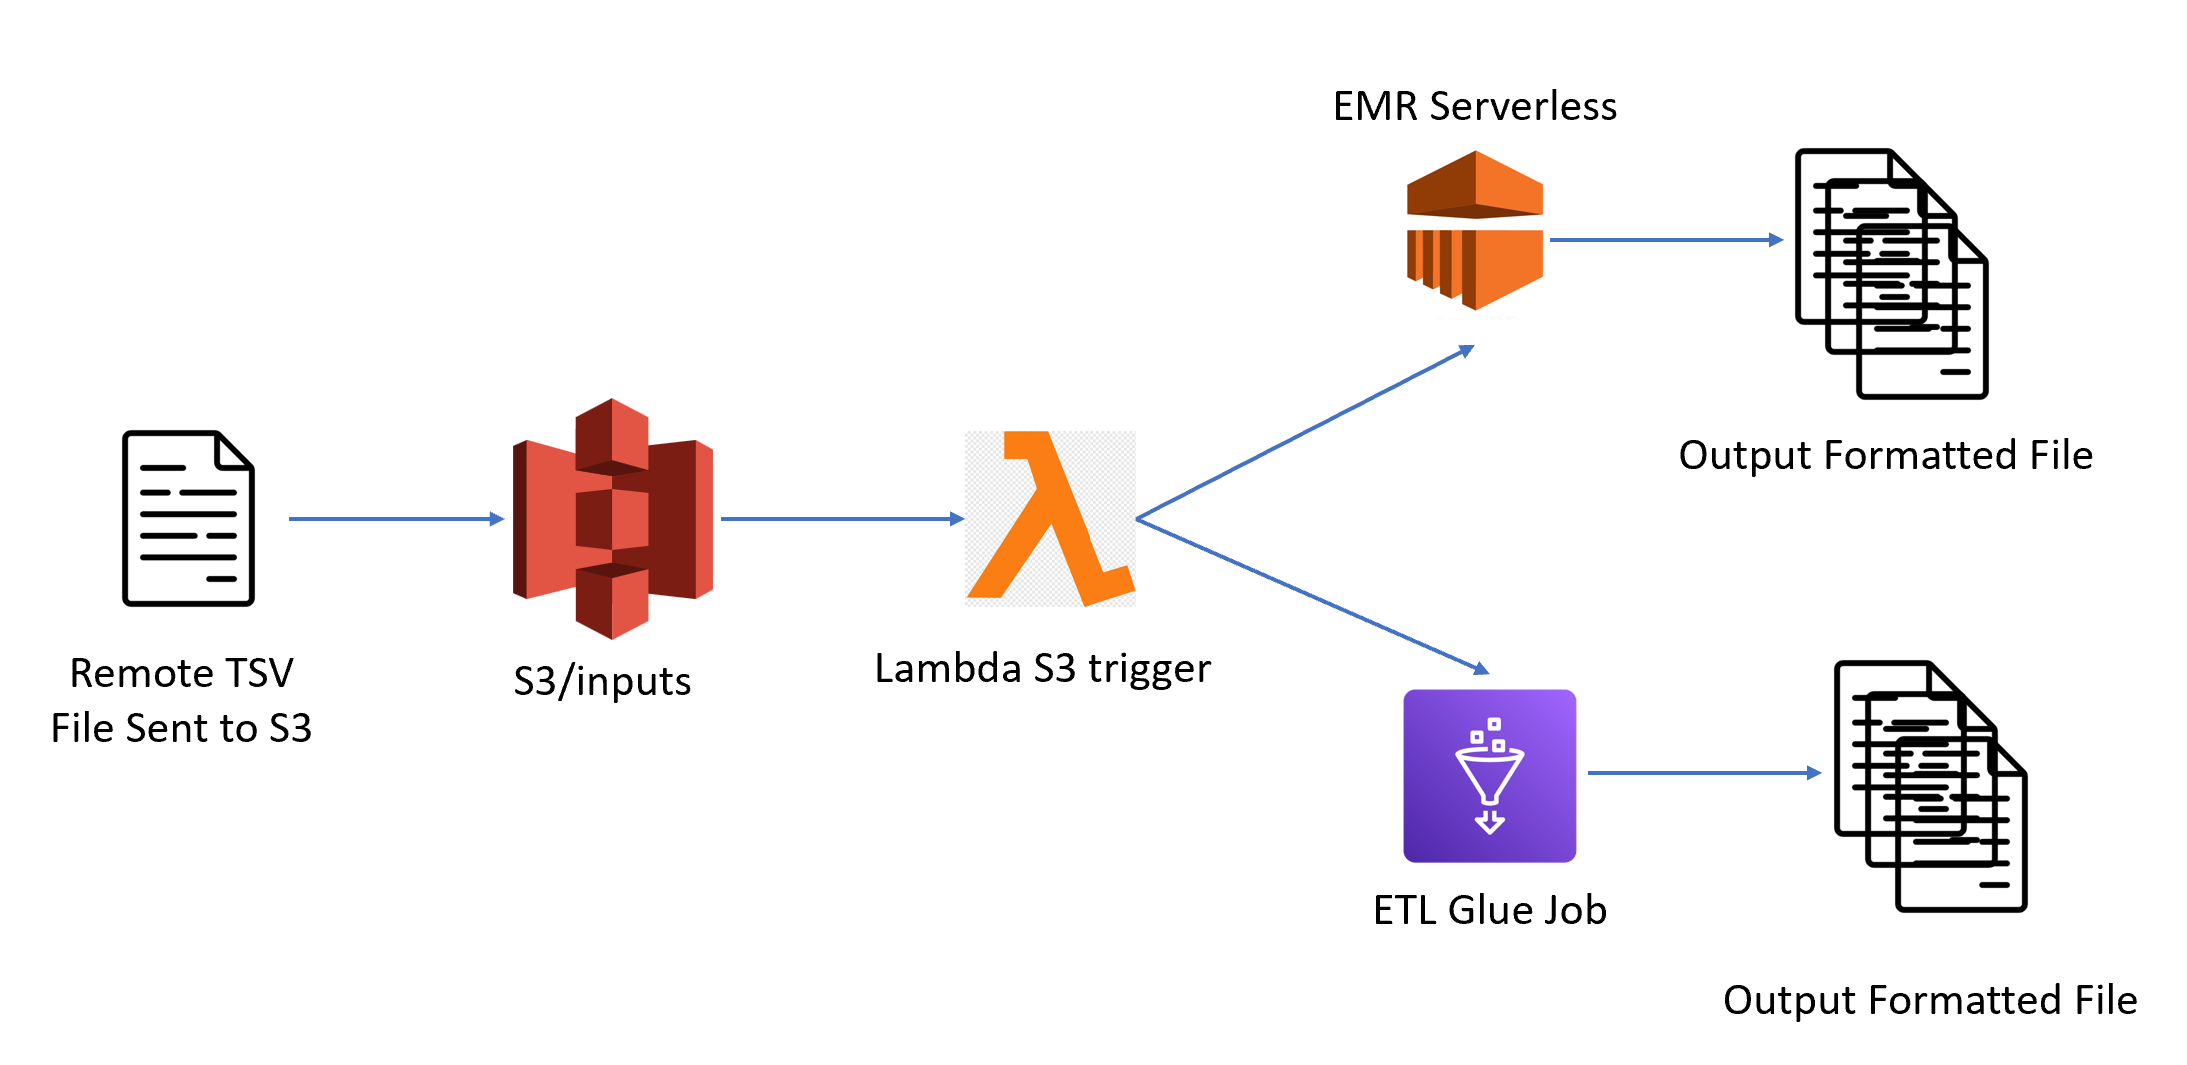 EMR Serverless
Output Formatted File
Remote TSV
File Sent to S3
S3/inputs
Lambda S3 trigger
ETL Glue Job
Output Formatted File